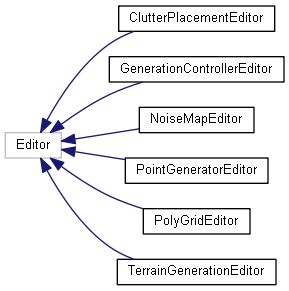 ClutterPlacementEditor
GenerationControllerEditor
NoiseMapEditor
Editor
PointGeneratorEditor
PolyGridEditor
TerrainGenerationEditor